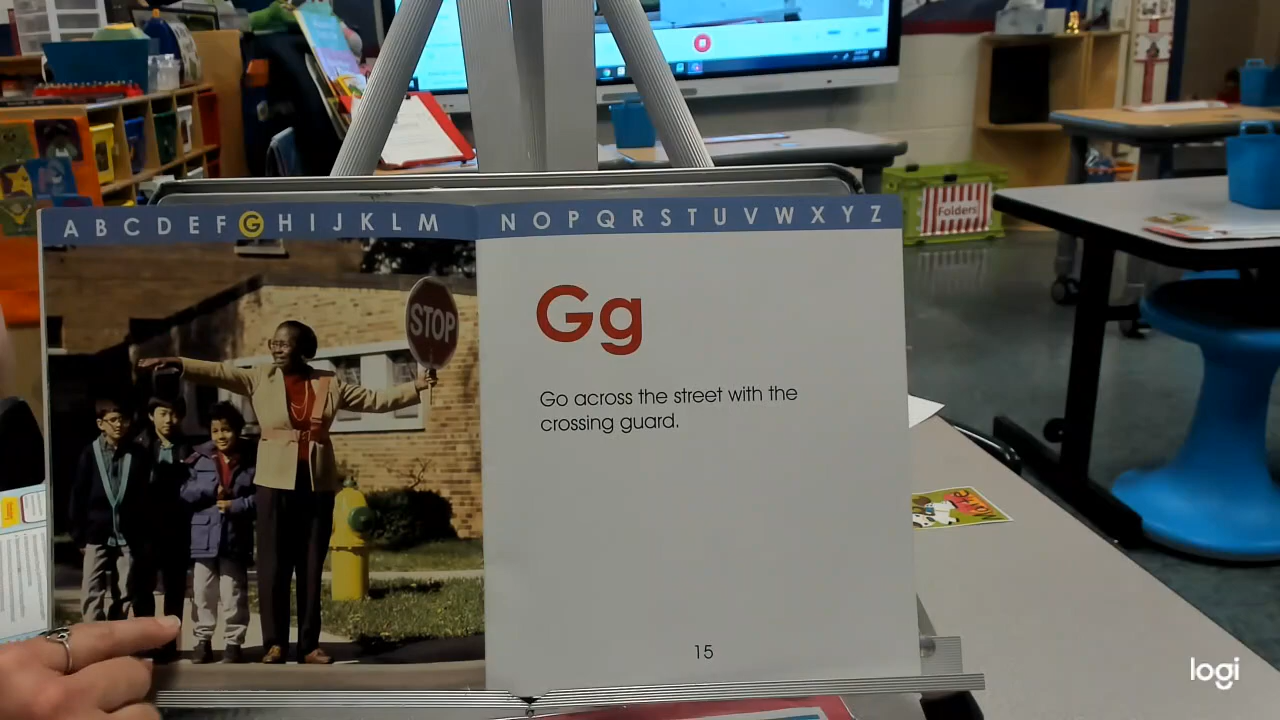 A B C D E F G H I J K L M N O P Q R S T U V W X Y Z
STOP
Gg
Go across the street with the
crossing guard.
15
Folders
logi